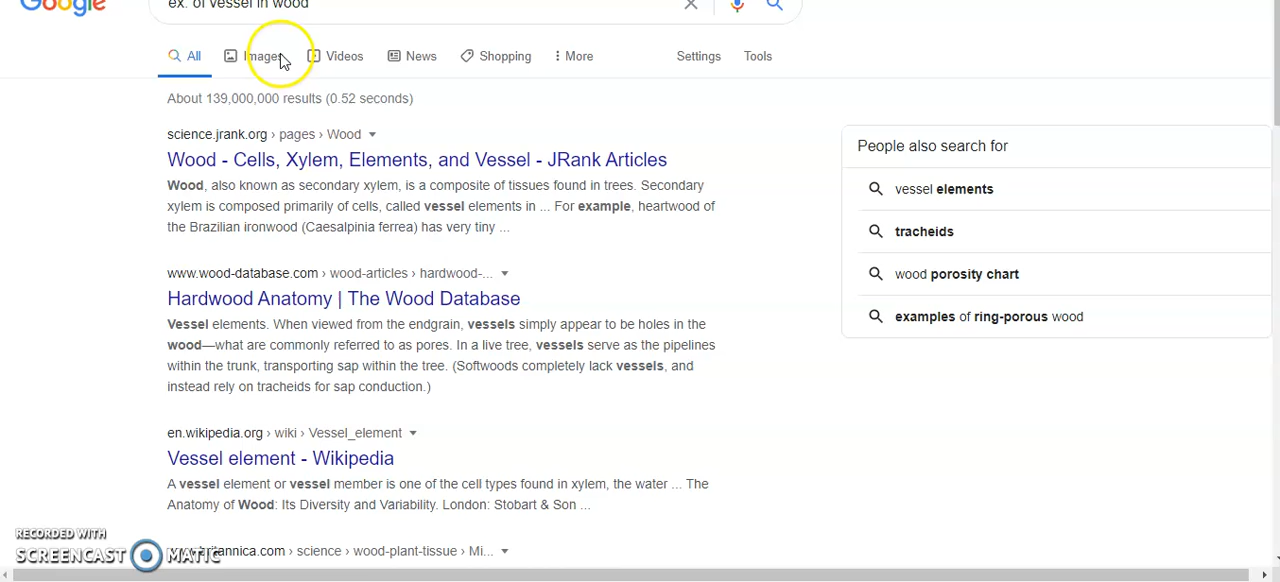 Google
ex. of vessel in wood
All Images Videos News Shopping More Settings Tools
About 139,000,000 results (0.52 seconds)
science.jrank.org › pages › Wood
Wood - Cells, Xylem, Elements, and Vessel - JRank Articles
Wood, also known as secondary xylem, is a composite of tissues found in trees. Secondary
xylem is composed primarily of cells, called vessel elements in ... For example, heartwood of
the Brazilian ironwood (Caesalpinia ferrea) has very tiny ...
www.wood-database.com › wood-articles › hardwood-...
Hardwood Anatomy | The Wood Database
Vessel elements. When viewed from the endgrain, vessels simply appear to be holes in the
wood—what are commonly referred to as pores. In a live tree, vessels serve as the pipelines
within the trunk, transporting sap within the tree. (Softwoods completely lack vessels, and
instead rely on tracheids for sap conduction.)
en.wikipedia.org › wiki › Vessel_element
Vessel element - Wikipedia
A vessel element or vessel member is one of the cell types found in xylem, the water ... The
Anatomy of Wood: Its Diversity and Variability. London: Stobart & Son ...
www.britannica.com › science › wood-plant-tissue › Mi...
People also search for
vessel elements
tracheids
wood porosity chart
examples of ring-porous wood
RECORDED WITH
SCREENCAST MATIC